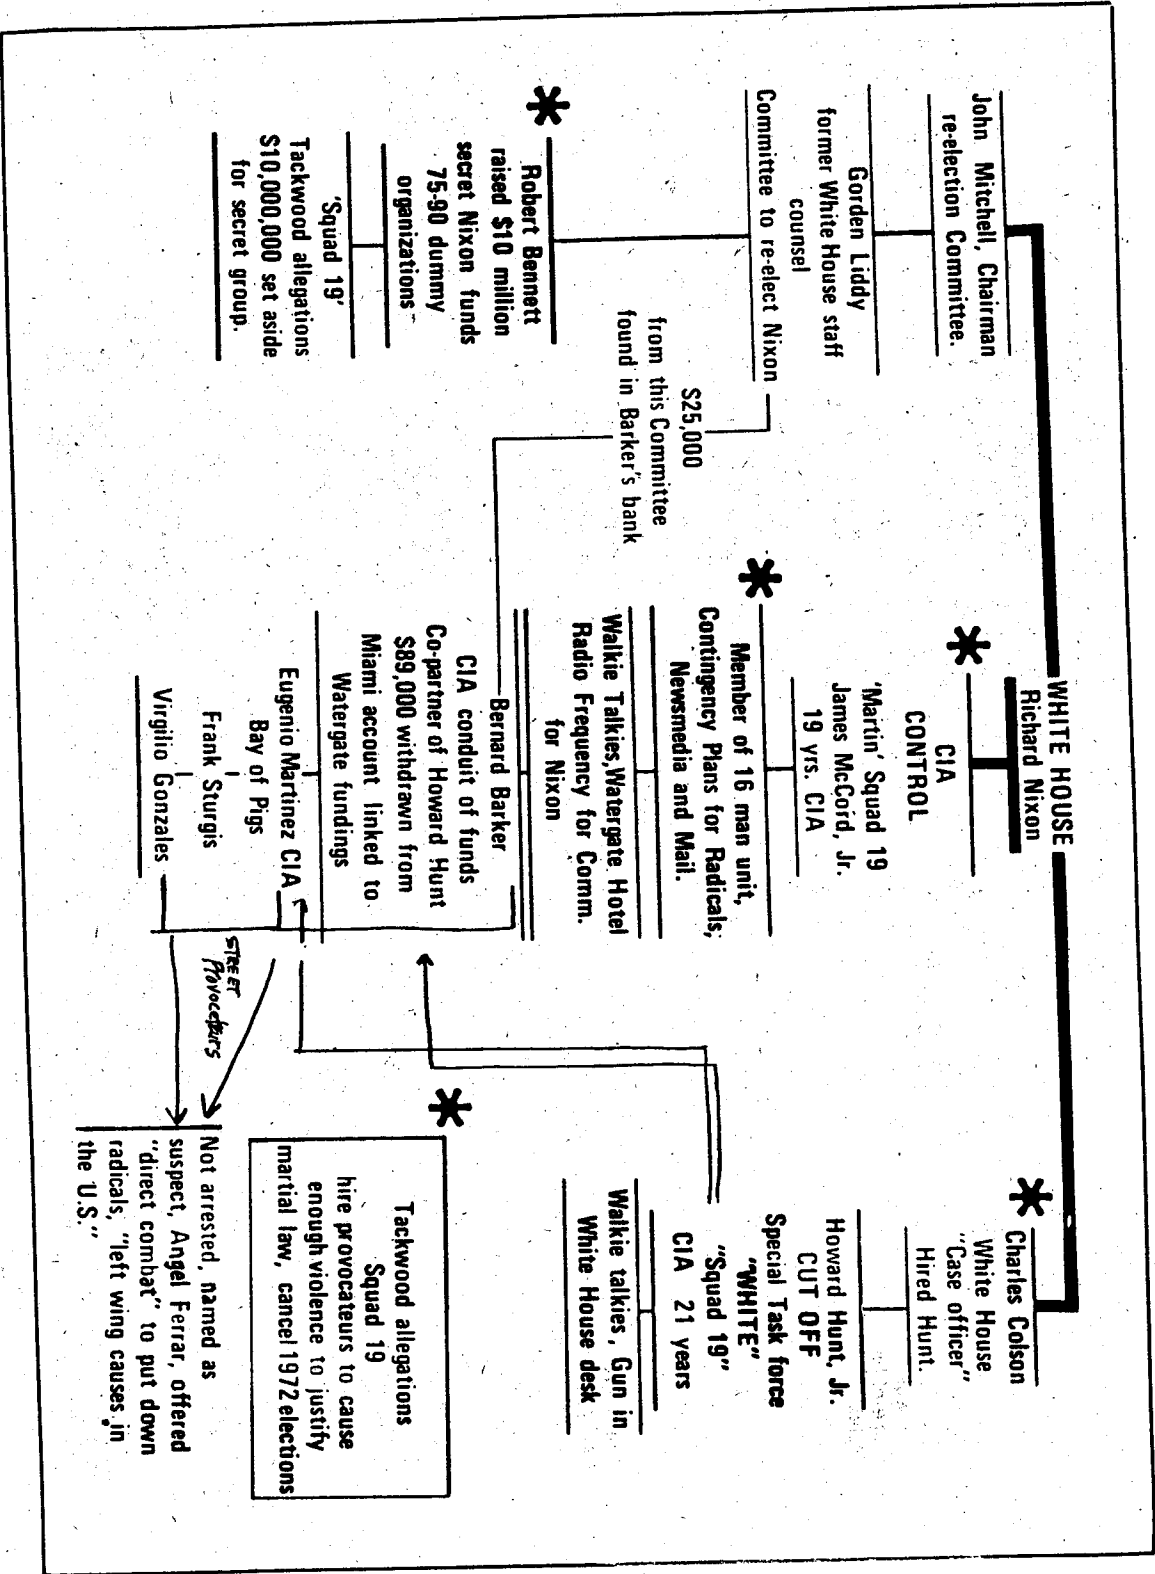 WHITE HOUSE
Richard Nixon
John Mitchell, Chairman
re-election Committee.
Gorden Liddy
former White House staff
counsel
Committee to re-elect Nixon
$25,000
from this Committee
found in Barker's bank
Robert Bennett
raised $10 million
secret Nixon funds
75-90 dummy
organizations
'Squad 19'
Tackwood allegations
$10,000,000 set aside
for secret group.
CIA
CONTROL
'Martin' Squad 19
James McCord, Jr.
19 yrs. CIA
Member of 16 man unit,
Contingency Plans for Radicals,
Newsmedia and Mail.
Walkie Talkies,Watergate Hotel
Radio Frequency for Comm.
for Nixon
Bernard Barker
CIA conduit of funds
Co-partner of Howard Hunt
$89,000 withdrawn from
Miami account linked to
Watergate fundings
Eugenio Martinez CIA
Bay of Pigs
Frank Sturgis
Virgilio Gonzales
STREET
Provocateurs
Charles Colson
White House
"Case officer"
Hired Hunt.
Howard Hunt, Jr.
CUT OFF
Special Task force
"WHITE"
"Squad 19"
CIA 21 years
Walkie talkies, Gun in
White House desk
Tackwood allegations
Squad 19
hire provocateurs to cause
enough violence to justify
martial law, cancel 1972 elections
Not arrested, named as
suspect, Angel Ferrar, offered
"direct combat" to put down
radicals, "left wing causes in
the U.S."